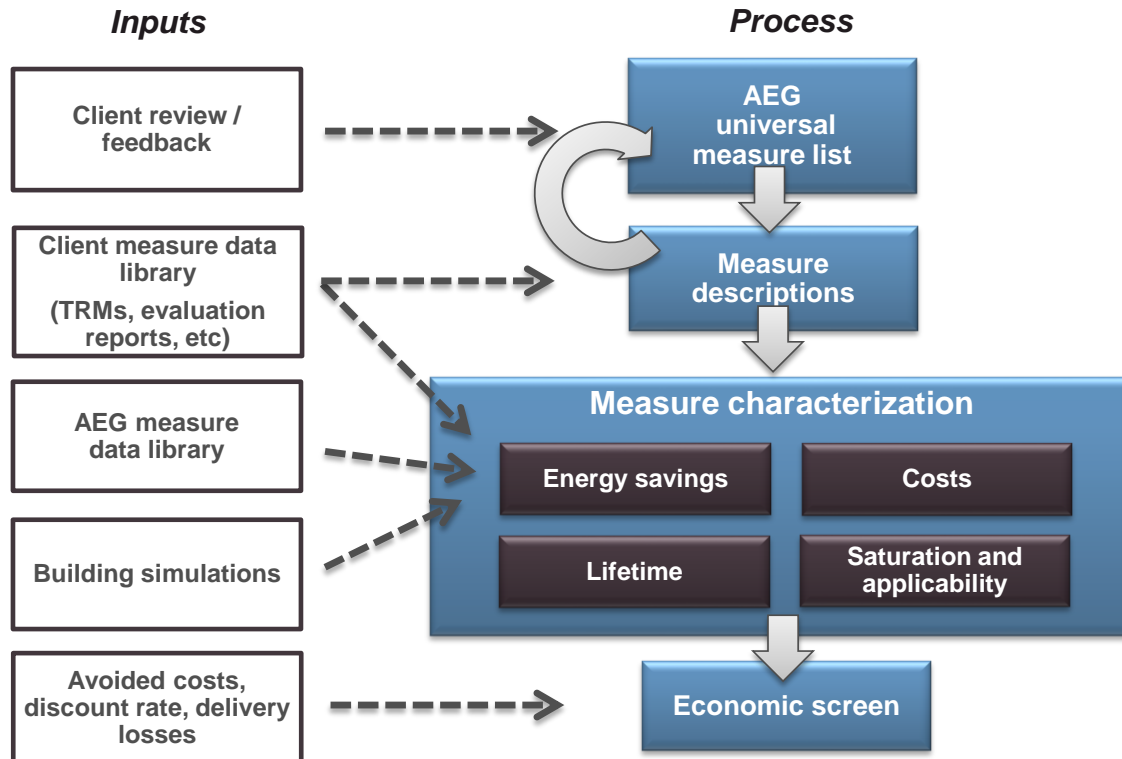 Inputs
Process
Client review /
feedback
AEG
universal
measure list
Client measure data
library
(TRMs, evaluation
reports, etc)
Measure
descriptions
AEG measure
data library
Measure characterization
Energy savings
Costs
Lifetime
Saturation and
applicability
Building simulations
Avoided costs,
discount rate, delivery
losses
Economic screen